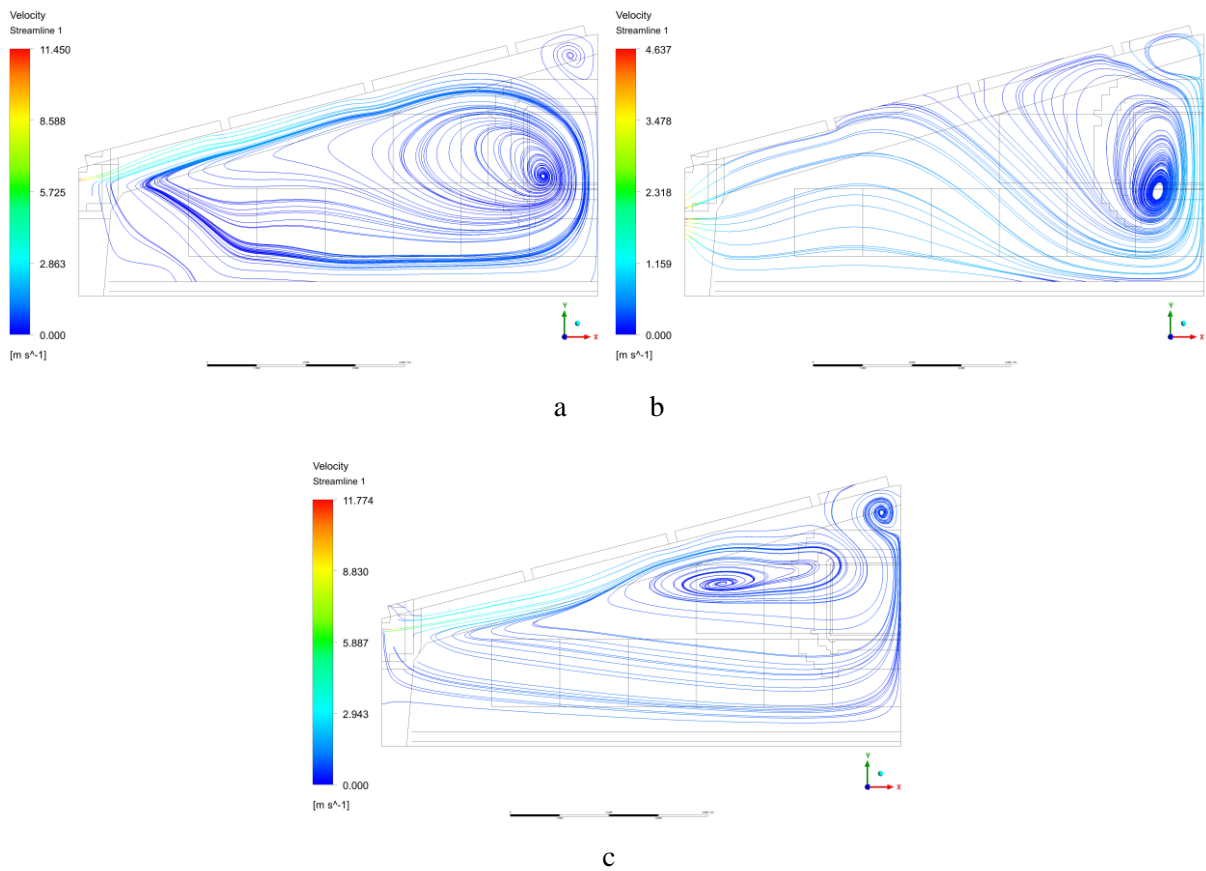 Velocity
Streamline 1
11.450
8.588
5.725
2.863
0.000
[m s^-1]
Y
X
Velocity
Streamline 1
4.637
3.478
2.318
1.159
0.000
[m s^-1]
Y
X
a b
Velocity
Streamline 1
11.774
8.830
5.887
2.943
0.000
[m s^-1]
Y
X
c